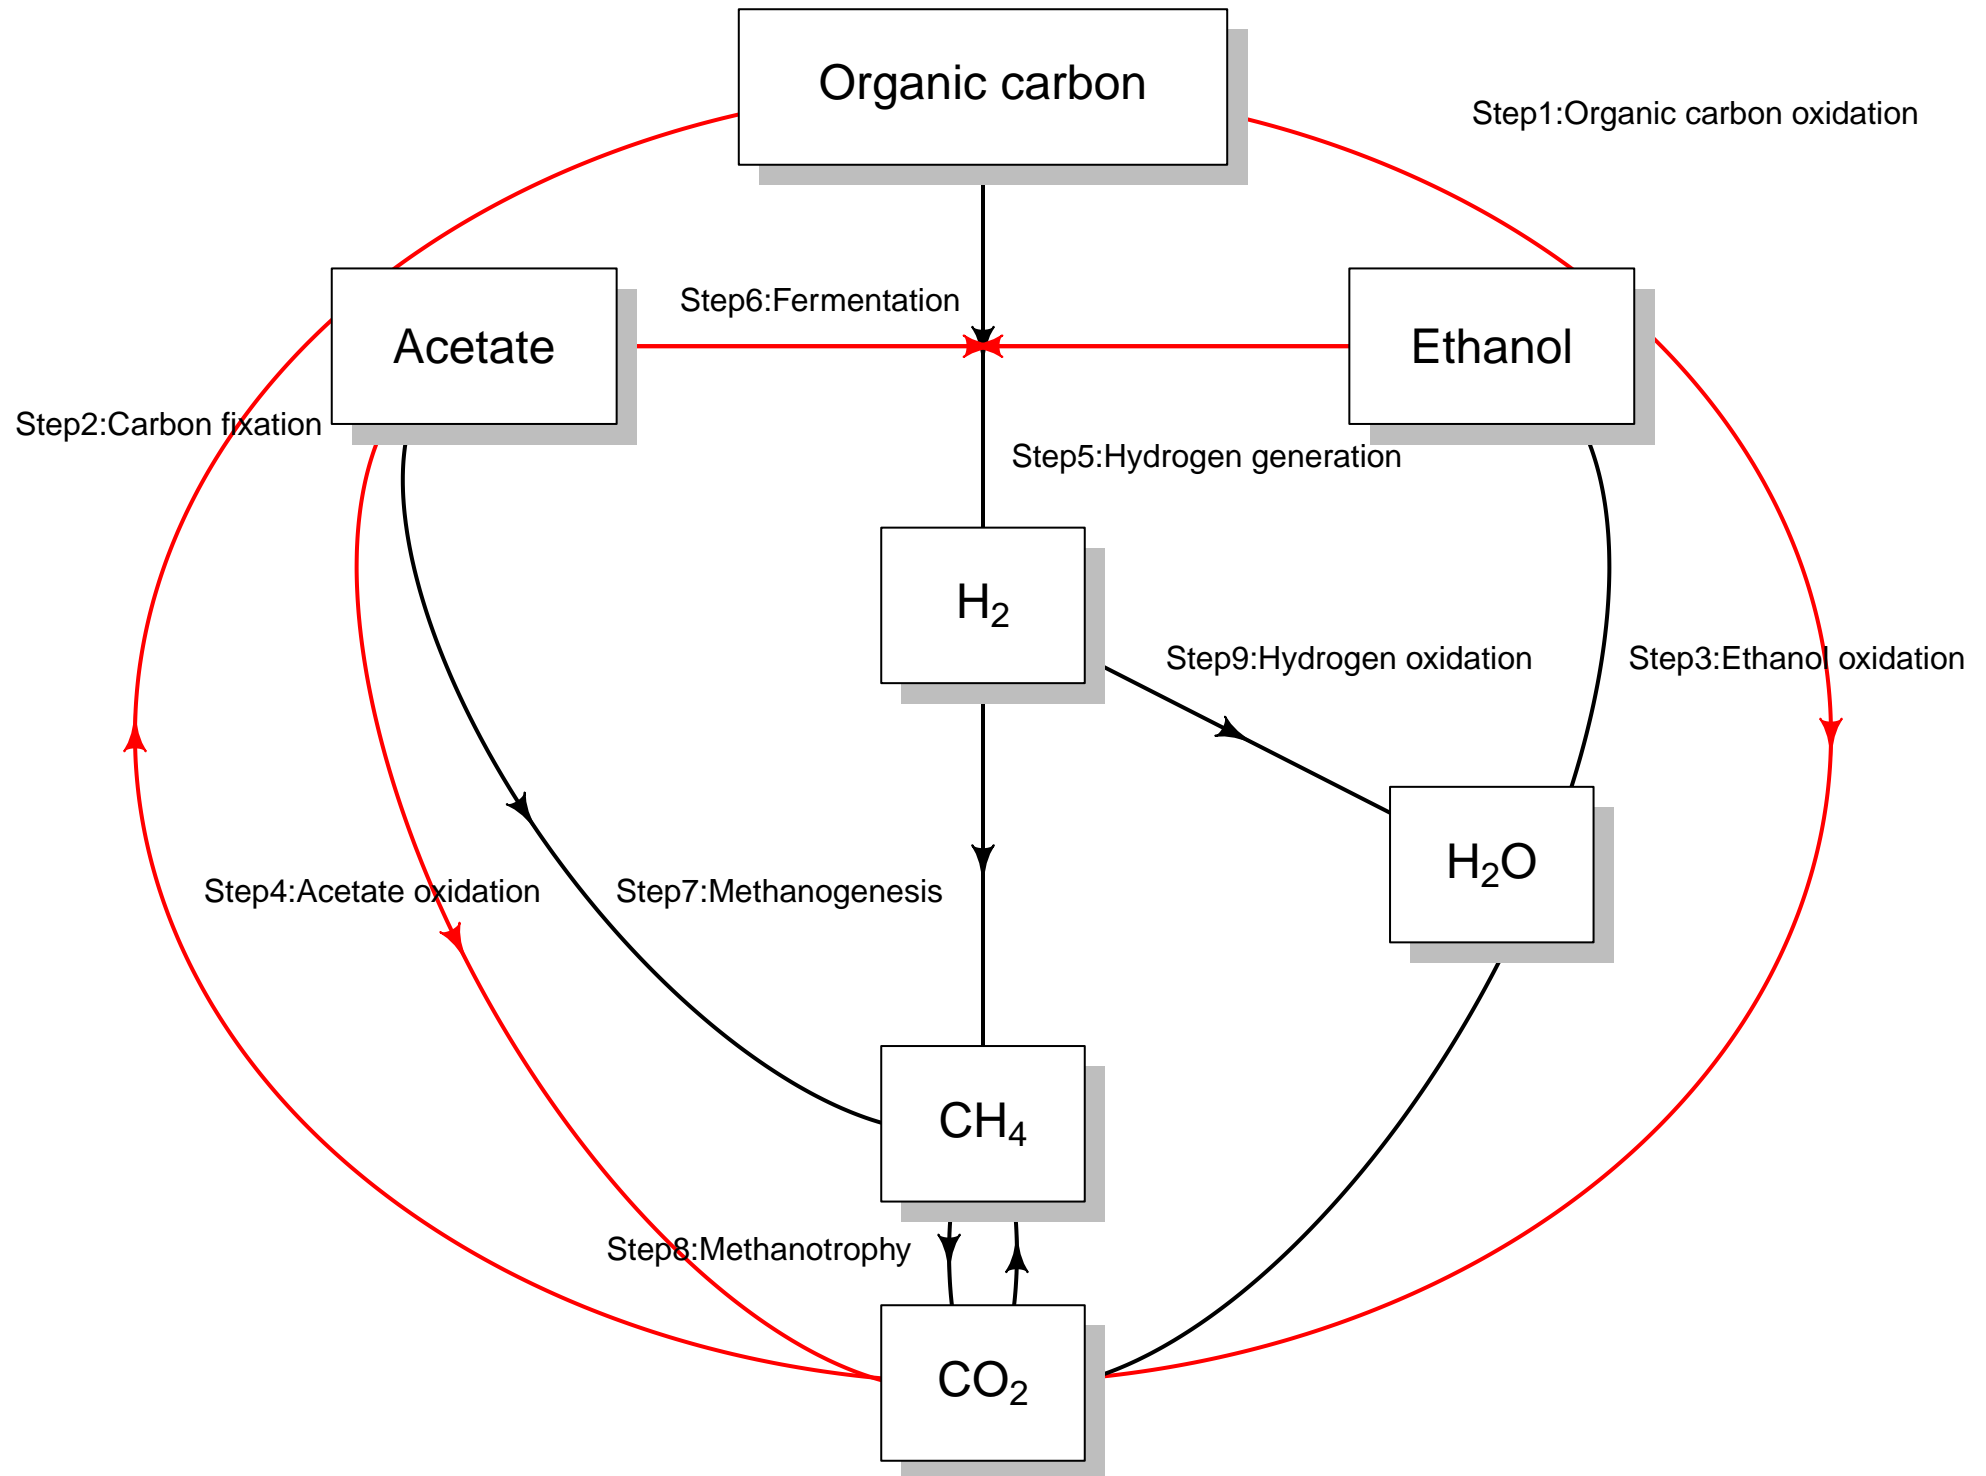 Organic carbon
Step1:Organic carbon oxidation
Step6:Fermentation
Acetate
Ethanol
Step2:Carbon fixation
Step5:Hydrogen generation
H₂
Step9:Hydrogen oxidation
Step3:Ethanol oxidation
H₂O
Step4:Acetate oxidation
Step7:Methanogenesis
CH₄
Step8:Methanotrophy
CO₂